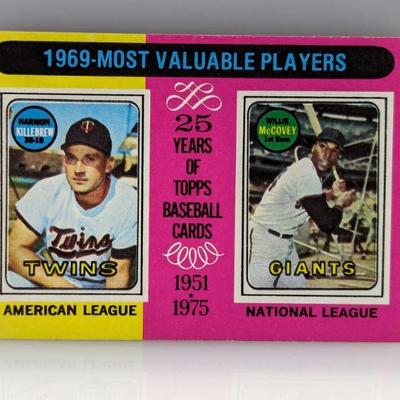 1969-MOST VALUABLE PLAYERS
HARMON
KILLEBREW
3B-1B
Twins
TWINS
AMERICAN LEAGUE
25
YEARS
OF
TOPPS
BASEBALL
CARDS
1951
1975
WILLIE
McCOVEY
1st Base
GIANTS
NATIONAL LEAGUE